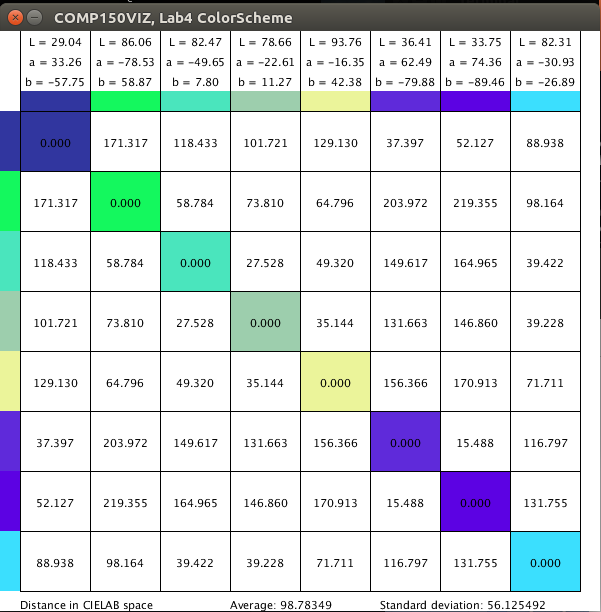 COMP150VIZ, Lab4 ColorScheme
L = 29.04 L = 86.06 L = 82.47 L = 78.66 L = 93.76 L = 36.41 L = 33.75 L = 82.31
a = 33.26 a = −78.53 a = −49.65 a = −22.61 a = −16.35 a = 62.49 a = 74.36 a = −30.93
b = −57.75 b = 58.87 b = 7.80 b = 11.27 b = 42.38 b = −79.88 b = −89.46 b = −26.89
0.000 171.317 118.433 101.721 129.130 37.397 52.127 88.938
171.317 0.000 58.784 73.810 64.796 203.972 219.355 98.164
118.433 58.784 0.000 27.528 49.320 149.617 164.965 39.422
101.721 73.810 27.528 0.000 35.144 131.663 146.860 39.228
129.130 64.796 49.320 35.144 0.000 156.366 170.913 71.711
37.397 203.972 149.617 131.663 156.366 0.000 15.488 116.797
52.127 219.355 164.965 146.860 170.913 15.488 0.000 131.755
88.938 98.164 39.422 39.228 71.711 116.797 131.755 0.000
Distance in CIELAB space Average: 98.78349 Standard deviation: 56.125492